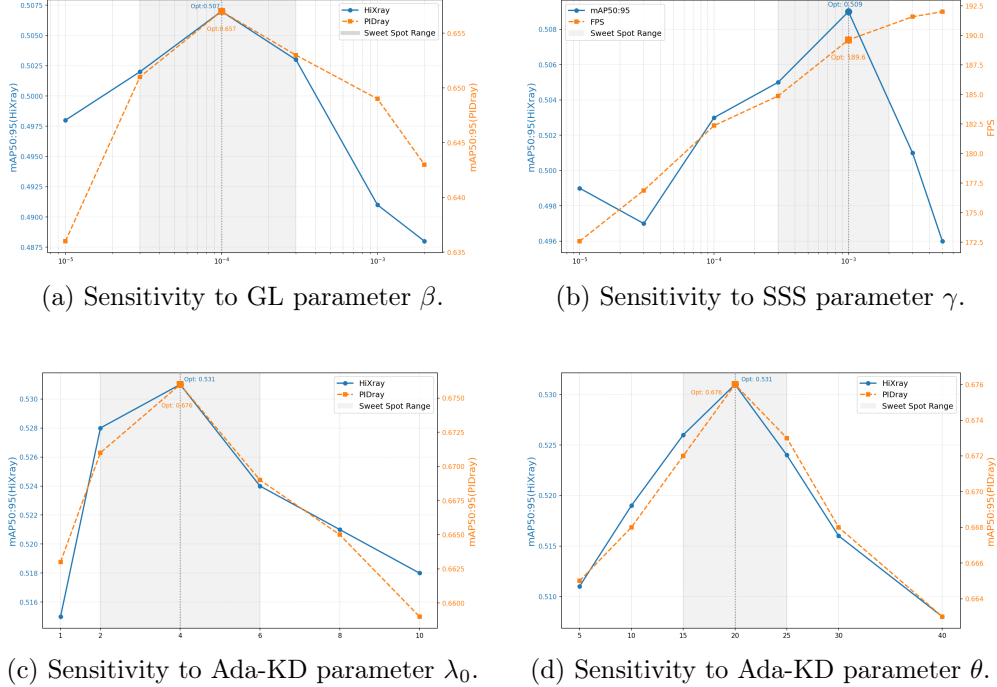 0.5075
0.5050
0.5025
0.5000
0.4975
0.4950
0.4925
0.4900
0.4875
mAP50:95(HiXray)
Opt:0.507
Opt:0.657
HiXray
PIDray
Sweet Spot Range
0.655
0.650
0.645
0.640
0.635
mAP50:95(PIDray)
10⁻⁵
10⁻⁴
10⁻³
(a) Sensitivity to GL parameter β.
0.508
0.506
0.504
0.502
0.500
0.498
0.496
mAP50:95(HiXray)
mAP50:95
FPS
Sweet Spot Range
Opt: 0.509
Opt: 189.6
192.5
190.0
187.5
185.0
182.5
180.0
177.5
175.0
172.5
FPS
10⁻⁵
10⁻⁴
10⁻³
(b) Sensitivity to SSS parameter γ.
0.530
0.528
0.526
0.524
0.522
0.520
0.518
0.516
mAP50:95(HiXray)
Opt: 0.531
Opt: 0.676
HiXray
PIDray
Sweet Spot Range
0.6750
0.6725
0.6700
0.6675
0.6650
0.6625
0.6600
mAP50:95(PIDray)
1
2
4
6
8
10
(c) Sensitivity to Ada-KD parameter λ₀.
0.530
0.525
0.520
0.515
0.510
mAP50:95(HiXray)
Opt: 0.531
Opt: 0.676
HiXray
PIDray
Sweet Spot Range
0.676
0.674
0.672
0.670
0.668
0.666
0.664
mAP50:95(PIDray)
5
10
15
20
25
30
40
(d) Sensitivity to Ada-KD parameter θ.